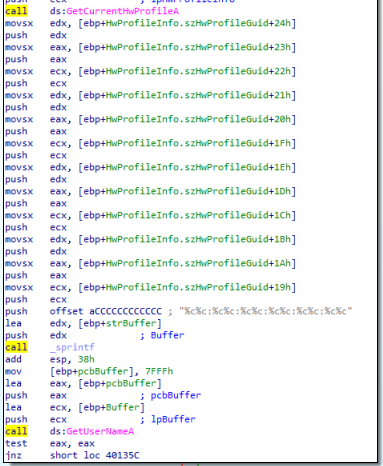 push    ecx             ; lpHwProfileInfo
call    ds:GetCurrentHwProfileA
movsx   edx, [ebp+HwProfileInfo.szHwProfileGuid+24h]
push    edx
movsx   eax, [ebp+HwProfileInfo.szHwProfileGuid+23h]
push    eax
movsx   ecx, [ebp+HwProfileInfo.szHwProfileGuid+22h]
push    ecx
movsx   edx, [ebp+HwProfileInfo.szHwProfileGuid+21h]
push    edx
movsx   eax, [ebp+HwProfileInfo.szHwProfileGuid+20h]
push    eax
movsx   ecx, [ebp+HwProfileInfo.szHwProfileGuid+1Fh]
push    ecx
movsx   edx, [ebp+HwProfileInfo.szHwProfileGuid+1Eh]
push    edx
movsx   eax, [ebp+HwProfileInfo.szHwProfileGuid+1Dh]
push    eax
movsx   ecx, [ebp+HwProfileInfo.szHwProfileGuid+1Ch]
push    ecx
movsx   edx, [ebp+HwProfileInfo.szHwProfileGuid+1Bh]
push    edx
movsx   eax, [ebp+HwProfileInfo.szHwProfileGuid+1Ah]
push    eax
movsx   ecx, [ebp+HwProfileInfo.szHwProfileGuid+19h]
push    ecx
push    offset aCCCCCCCCCCCC ; "%c%c:%c%c:%c%c:%c%c:%c%c:%c%c"
lea     edx, [ebp+strBuffer]
push    edx             ; Buffer
call    _sprintf
add     esp, 38h
mov     [ebp+pcbBuffer], 7FFFh
lea     eax, [ebp+pcbBuffer]
push    eax             ; pcbBuffer
lea     ecx, [ebp+Buffer]
push    ecx             ; lpBuffer
call    ds:GetUserNameA
test    eax, eax
jnz     short loc_40135C